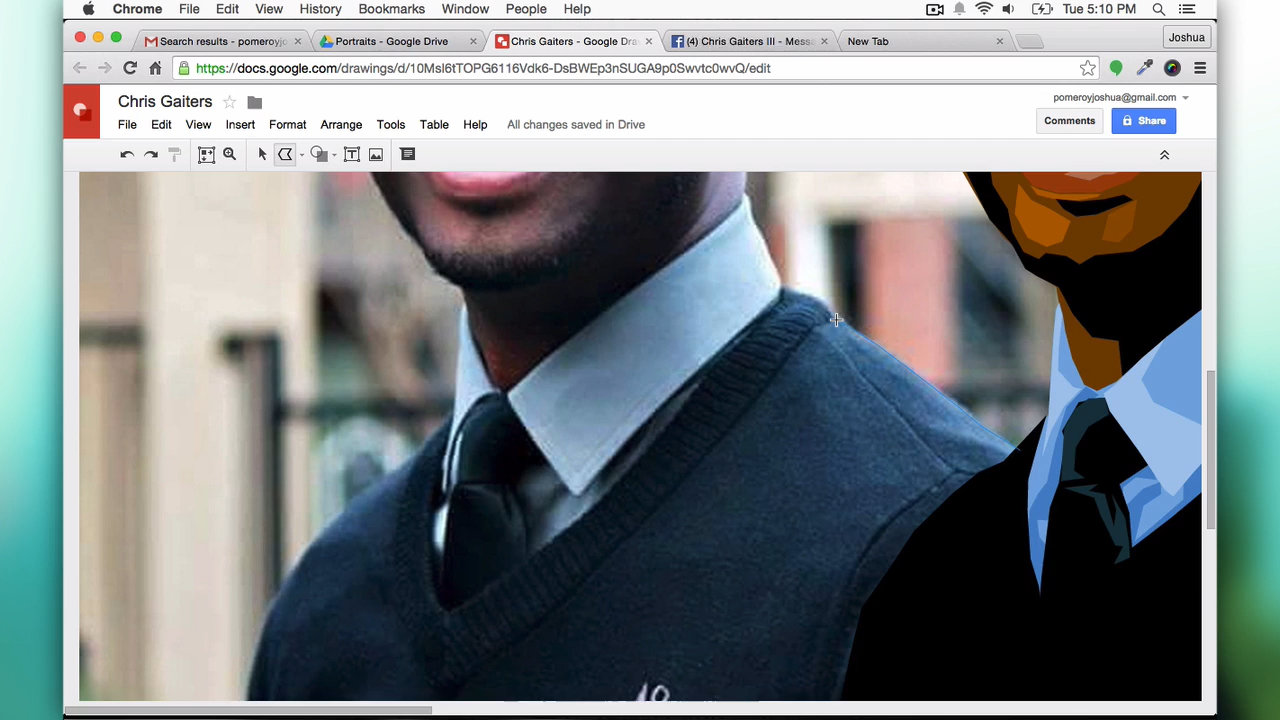 Chrome File Edit View History Bookmarks Window People Help Tue 5:10 PM
Search results - pomeroyj Portraits - Google Drive Chris Gaiters - Google Dra (4) Chris Gaiters III - Mess New Tab Joshua
https://docs.google.com/drawings/d/10Msl6tTOPG6116Vdk6-DsBWEp3nSUGA9p0Swvtc0wvQ/edit
Chris Gaiters pomeroyjoshua@gmail.com
File Edit View Insert Format Arrange Tools Table Help All changes saved in Drive Comments Share